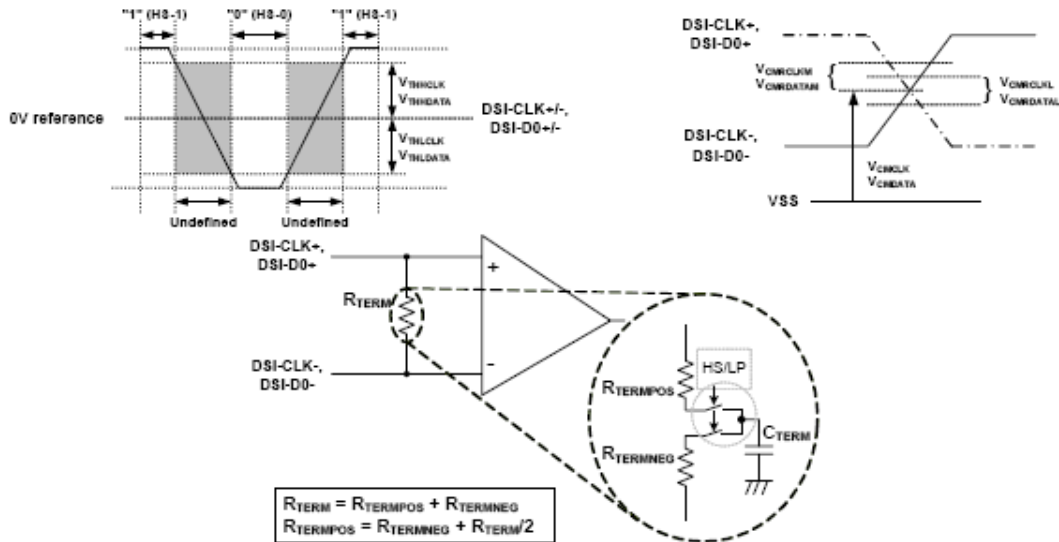 "1" (HS-1) "0" (HS-0) "1" (HS-1)
VTHHCLK
VTHHDATA
0V reference
DSI-CLK+/-,
DSI-D0+/-
VTHLCLK
VTHLDATA
Undefined Undefined
DSI-CLK+,
DSI-D0+
VCMRCLKM
VCMRDATAM
VCMRCLKL
VCMRDATAL
DSI-CLK-,
DSI-D0-
VCMCLK
VCMDATA
VSS
DSI-CLK+,
DSI-D0+
+
RTERM
-
DSI-CLK-,
DSI-D0-
HS/LP
RTERMPOS
CTERM
RTERMNEG
RTERM = RTERMPOS + RTERMNEG
RTERMPOS = RTERMNEG + RTERM/2